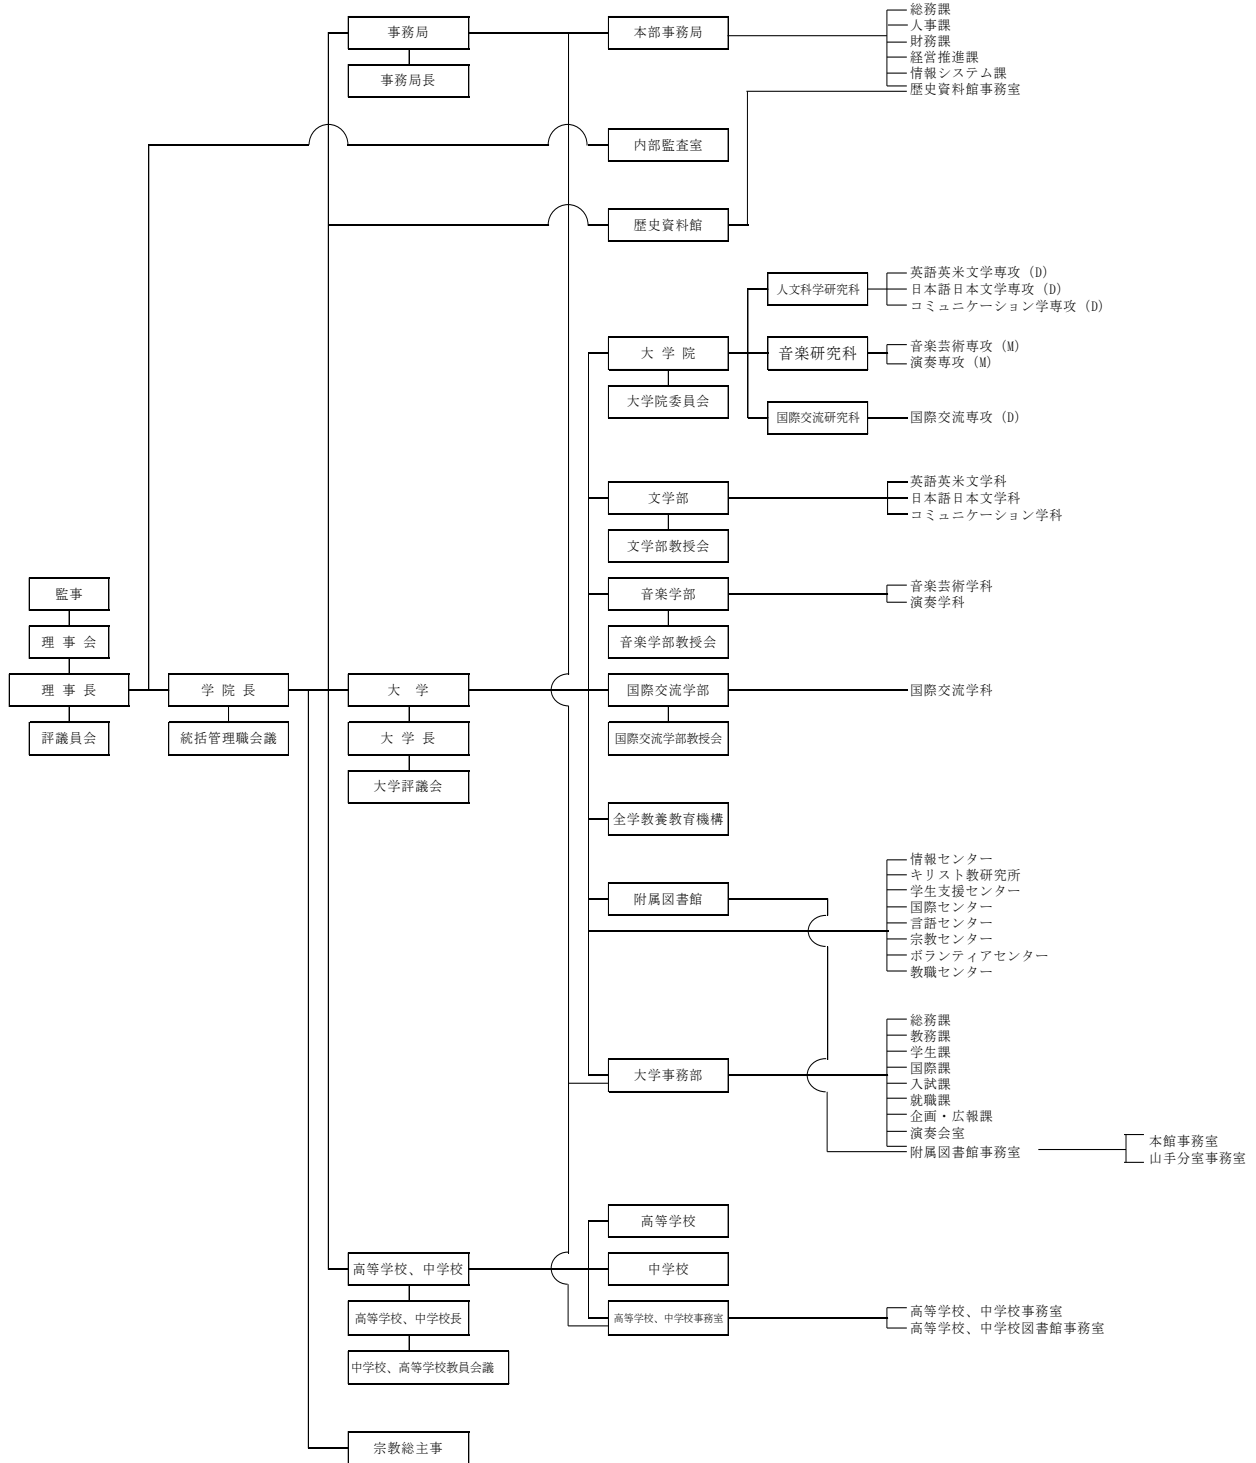 総務課
人事課
事務局
本部事務局
財務課
経営推進課
情報システム課
事務局長
歴史資料館事務室
内部監査室
歴史資料館
英語英米文学専攻 (D)
人文科学研究科
日本語日本文学専攻 (D)
コミュニケーション学専攻 (D)
大 学 院
音楽研究科
音楽芸術専攻 (M)
演奏専攻 (M)
大学院委員会
国際交流研究科
国際交流専攻 (D)
英語英米文学科
文学部
日本語日本文学科
コミュニケーション学科
文学部教授会
監事
音楽学部
音楽芸術学科
演奏学科
理 事 会
音楽学部教授会
理 事 長
学 院 長
大 学
国際交流学部
国際交流学科
評議員会
統括管理職会議
大 学 長
国際交流学部教授会
大学評議会
全学教養教育機構
情報センター
キリスト教研究所
学生支援センター
附属図書館
国際センター
言語センター
宗教センター
ボランティアセンター
教職センター
総務課
教務課
学生課
国際課
大学事務部
入試課
就職課
企画・広報課
演奏会室
附属図書館事務室
本館事務室
山手分室事務室
高等学校
高等学校、中学校
中学校
高等学校、中学校長
高等学校、中学校事務室
高等学校、中学校事務室
高等学校、中学校図書館事務室
中学校、高等学校教員会議
宗教総主事